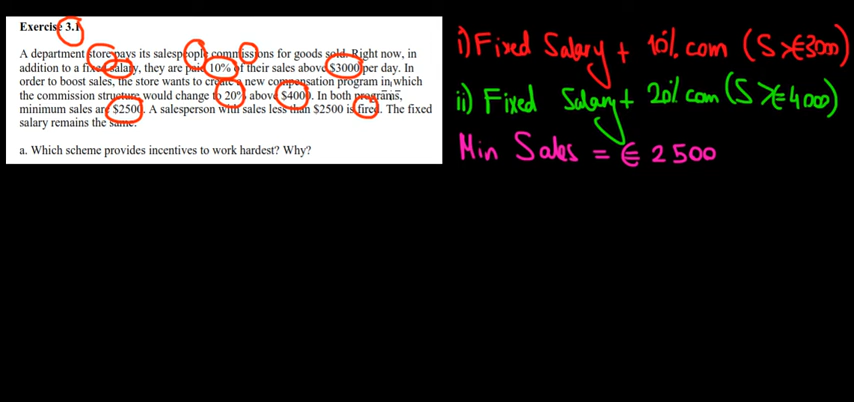 Exercise 3.1
A department store pays its salespeople commissions for goods sold. Right now, in
addition to a fixed salary, they are paid 10% of their sales above $3000 per day. In
order to boost sales, the store wants to create a new compensation program in which
the commission structure would change to 20% above $4000. In both programs,
minimum sales are $2500. A salesperson with sales less than $2500 is fired. The fixed
salary remains the same.
a. Which scheme provides incentives to work hardest? Why?
i) Fixed Salary + 10% com (S > €3000)
ii) Fixed Salary + 20% com (S > €4000)
Min Sales = € 2500